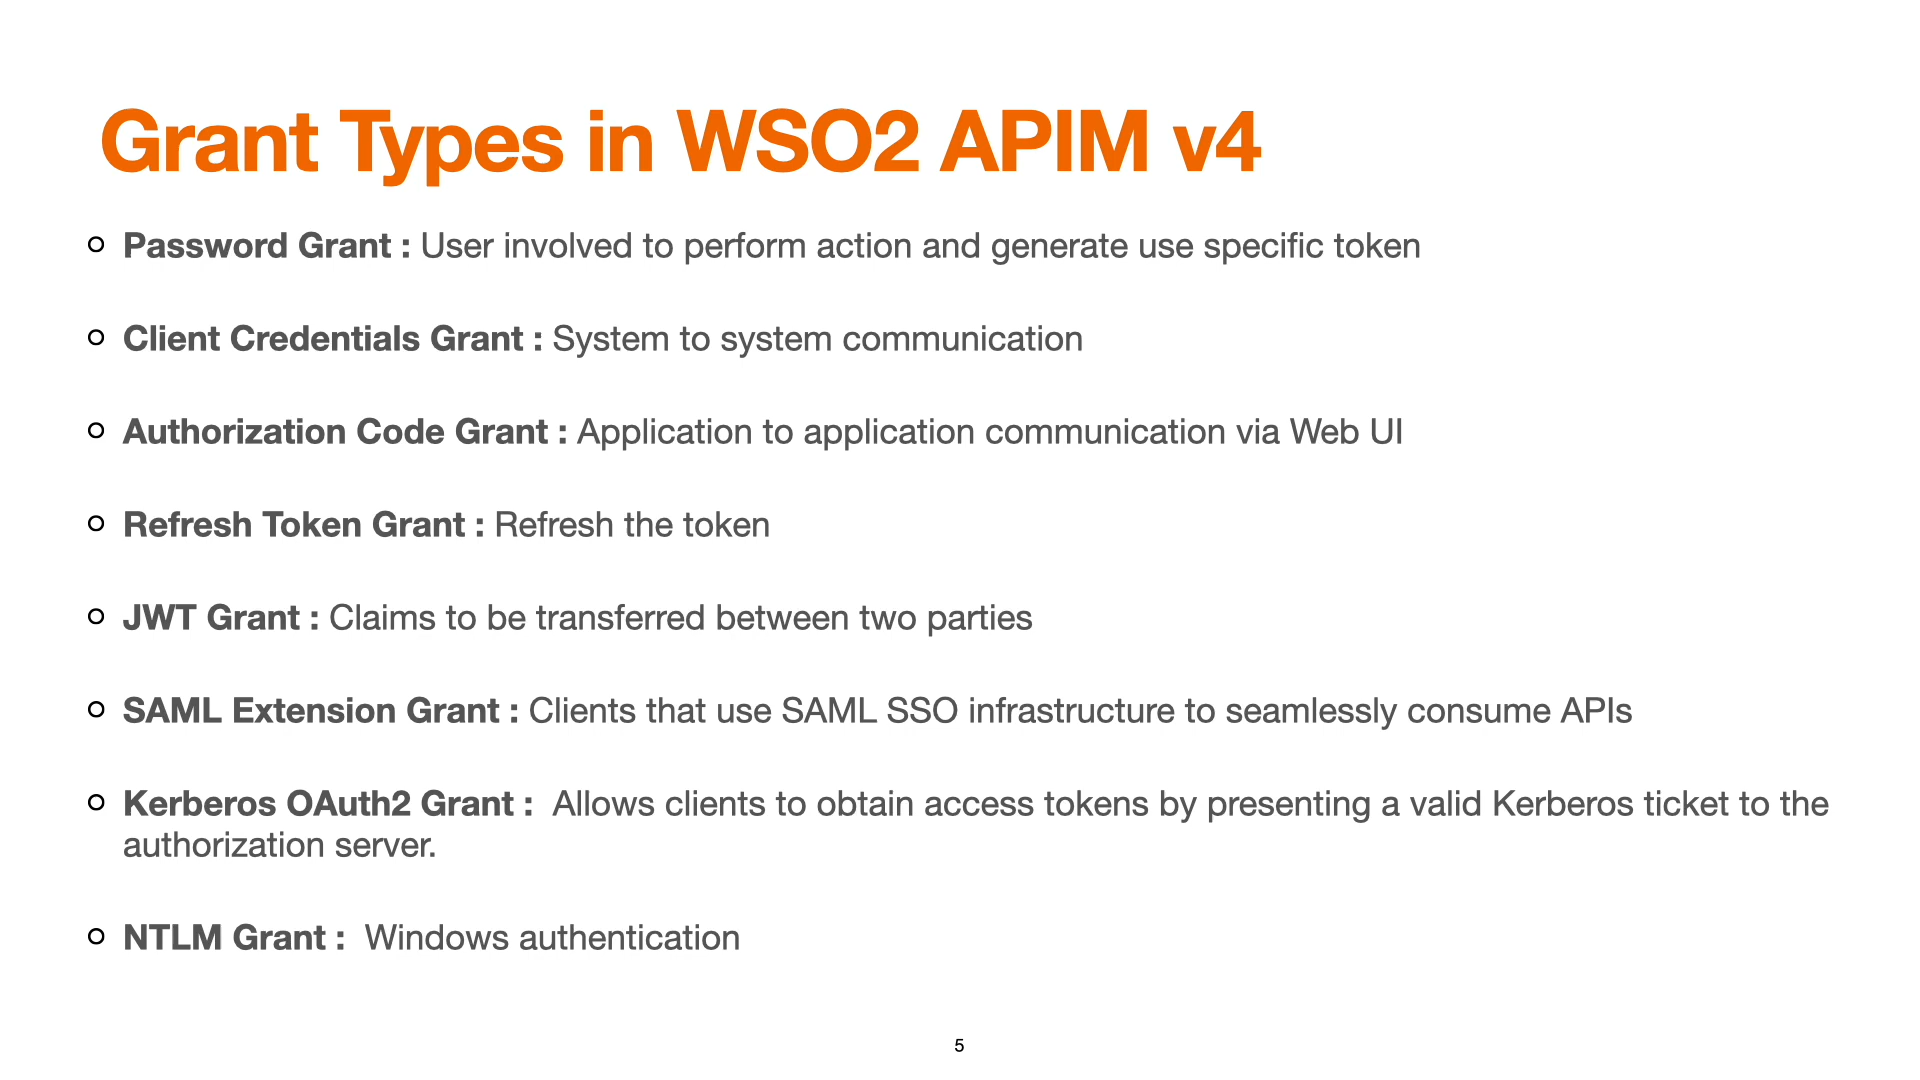 Grant Types in WSO2 APIM v4
Password Grant : User involved to perform action and generate use specific token
Client Credentials Grant : System to system communication
Authorization Code Grant : Application to application communication via Web UI
Refresh Token Grant : Refresh the token
JWT Grant : Claims to be transferred between two parties
SAML Extension Grant : Clients that use SAML SSO infrastructure to seamlessly consume APIs
Kerberos OAuth2 Grant :  Allows clients to obtain access tokens by presenting a valid Kerberos ticket to the
authorization server.
NTLM Grant :  Windows authentication
5